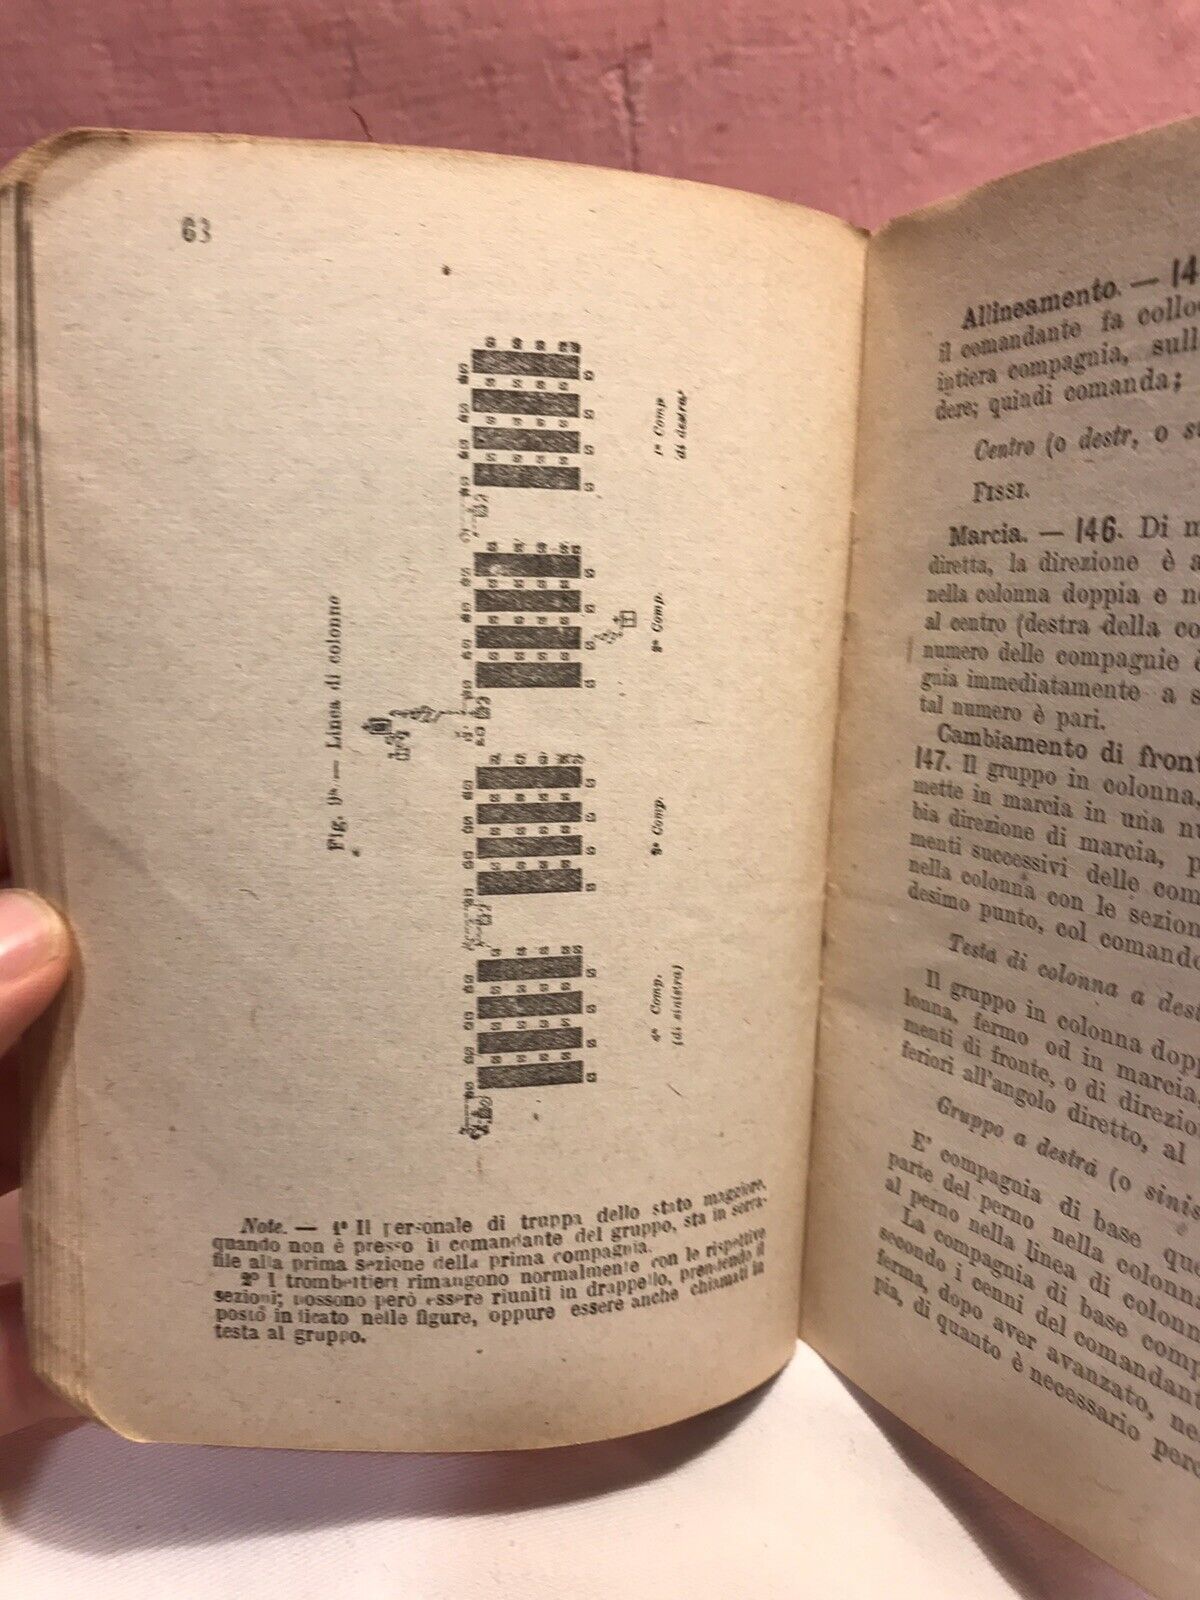 63
Fig. 9ª — Linea di colonne
1ª Comp
di destra)
2ª Comp.
3ª Comp.
4ª Comp.
(di sinistra)
Note. — 1º Il personale di truppa dello stato maggiore,
quando non è presso il comandante del gruppo, sta in serra-
file alla prima sezione della prima compagnia.
2º I trombettieri rimangono normalmente con le rispettive
sezioni; possono però essere riuniti in drappello, prendendo il
posto indicato nelle figure, oppure essere anche chiamati in
testa al gruppo.
Allineamento. — 14
il comandante fa collo
intiera compagnia, sull
dere; quindi comanda;
Centro (o destr, o s
FISSI.
Marcia. — 146. Di m
diretta, la direzione è a
nella colonna doppia e n
al centro (destra della co
numero delle compagnie
gnia immediatamente a s
tal numero è pari.
Cambiamento di front
147. Il gruppo in colonna,
mette in marcia in una nu
bia direzione di marcia, p
menti successivi delle com
nella colonna con le sezion
desimo punto, col comando
Testa di colonna a dest
Il gruppo in colonna dopp
lonna, fermo od in marcia,
menti di fronte, o di direzio
feriori all'angolo diretto, al
Gruppo a destra (o sinis
E' compagnia di base que
parte del perno nella colonna
al perno nella linea di colonn
La compagnia di base comp
secondo i cenni del comandant
ferma, dopo aver avanzato, ne
pia, di quanto è necessario perc